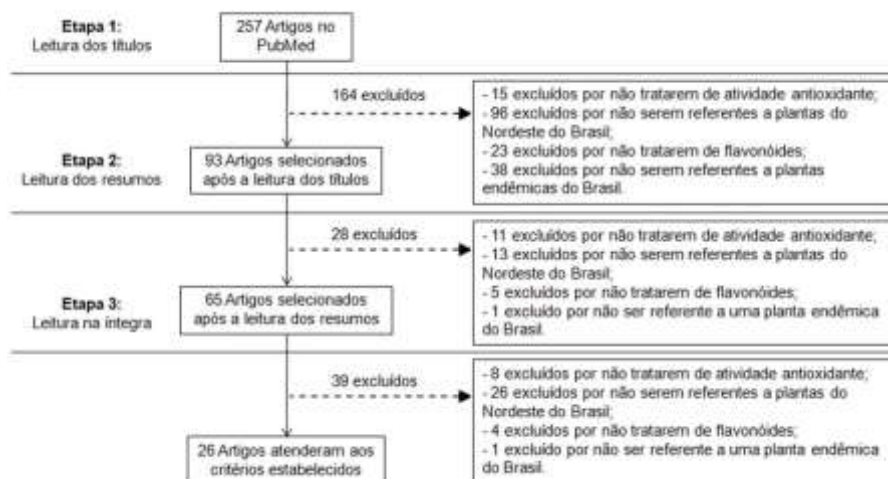 Etapa 1:
Leitura dos títulos
257 Artigos no
PubMed
164 excluídos
- 15 excluídos por não tratarem de atividade antioxidante;
- 96 excluídos por não serem referentes a plantas do
Nordeste do Brasil;
- 23 excluídos por não tratarem de flavonóides;
- 38 excluídos por não serem referentes a plantas
endêmicas do Brasil.
Etapa 2:
Leitura dos resumos
93 Artigos selecionados
após a leitura dos títulos
28 excluídos
- 11 excluídos por não tratarem de atividade antioxidante;
- 13 excluídos por não serem referentes a plantas do
Nordeste do Brasil;
- 5 excluídos por não tratarem de flavonóides;
- 1 excluído por não ser referente a uma planta endêmica
do Brasil.
Etapa 3:
Leitura na íntegra
65 Artigos selecionados
após a leitura dos resumos
39 excluídos
- 8 excluídos por não tratarem de atividade antioxidante;
- 26 excluídos por não serem referentes a plantas do
Nordeste do Brasil;
- 4 excluídos por não tratarem de flavonóides;
- 1 excluído por não ser referente a uma planta endêmica
do Brasil.
26 Artigos atenderam aos
critérios estabelecidos